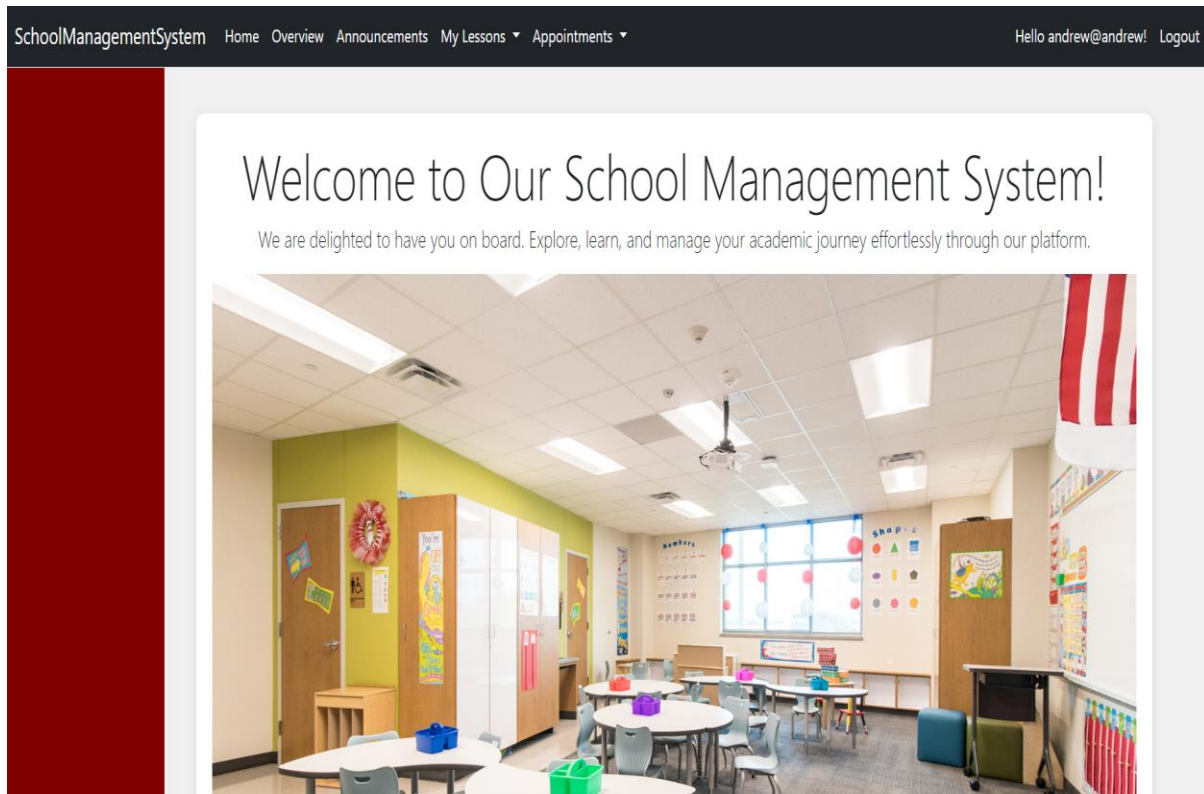 SchoolManagementSystem Home Overview Announcements My Lessons Appointments Hello andrew@andrew! Logout
Welcome to Our School Management System!
We are delighted to have you on board. Explore, learn, and manage your academic journey effortlessly through our platform.
Numbers
Shapes
You're